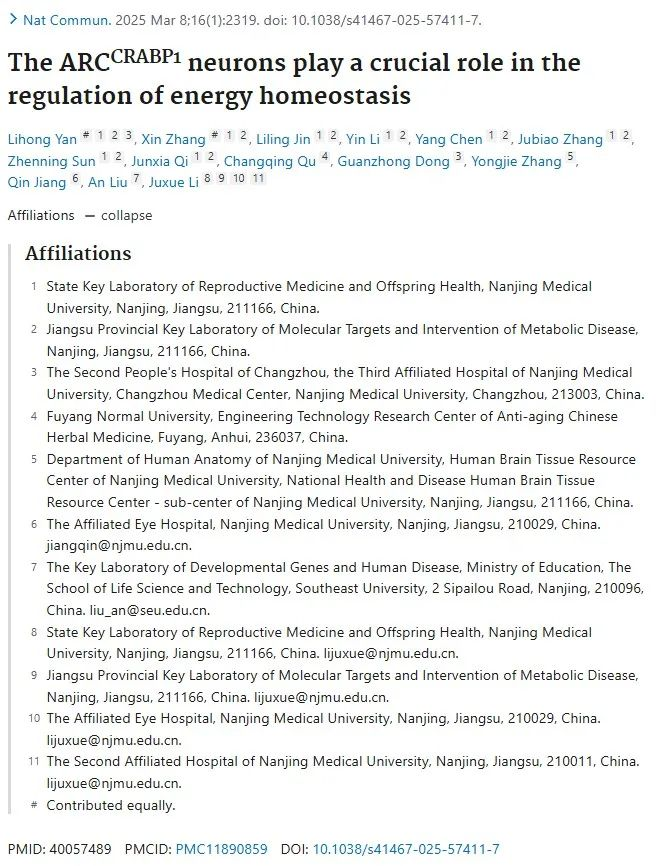 Nat Commun. 2025 Mar 8;16(1):2319. doi: 10.1038/s41467-025-57411-7.
The ARCCRABP1 neurons play a crucial role in the
regulation of energy homeostasis
Lihong Yan # 1 2 3, Xin Zhang # 1 2, Liling Jin 1 2, Yin Li 1 2, Yang Chen 1 2, Jubiao Zhang 1 2,
Zhenning Sun 1 2, Junxia Qi 1 2, Changqing Qu 4, Guanzhong Dong 3, Yongjie Zhang 5,
Qin Jiang 6, An Liu 7, Juxue Li 8 9 10 11
Affiliations − collapse
Affiliations
1 State Key Laboratory of Reproductive Medicine and Offspring Health, Nanjing Medical
University, Nanjing, Jiangsu, 211166, China.
2 Jiangsu Provincial Key Laboratory of Molecular Targets and Intervention of Metabolic Disease,
Nanjing, Jiangsu, 211166, China.
3 The Second People's Hospital of Changzhou, the Third Affiliated Hospital of Nanjing Medical
University, Changzhou Medical Center, Nanjing Medical University, Changzhou, 213003, China.
4 Fuyang Normal University, Engineering Technology Research Center of Anti-aging Chinese
Herbal Medicine, Fuyang, Anhui, 236037, China.
5 Department of Human Anatomy of Nanjing Medical University, Human Brain Tissue Resource
Center of Nanjing Medical University, National Health and Disease Human Brain Tissue
Resource Center - sub-center of Nanjing Medical University, Nanjing, Jiangsu, 211166, China.
6 The Affiliated Eye Hospital, Nanjing Medical University, Nanjing, Jiangsu, 210029, China.
jiangqin@njmu.edu.cn.
7 The Key Laboratory of Developmental Genes and Human Disease, Ministry of Education, The
School of Life Science and Technology, Southeast University, 2 Sipailou Road, Nanjing, 210096,
China. liu_an@seu.edu.cn.
8 State Key Laboratory of Reproductive Medicine and Offspring Health, Nanjing Medical
University, Nanjing, Jiangsu, 211166, China. lijuxue@njmu.edu.cn.
9 Jiangsu Provincial Key Laboratory of Molecular Targets and Intervention of Metabolic Disease,
Nanjing, Jiangsu, 211166, China. lijuxue@njmu.edu.cn.
10 The Affiliated Eye Hospital, Nanjing Medical University, Nanjing, Jiangsu, 210029, China.
lijuxue@njmu.edu.cn.
11 The Second Affiliated Hospital of Nanjing Medical University, Nanjing, Jiangsu, 210011, China.
lijuxue@njmu.edu.cn.
# Contributed equally.
PMID: 40057489 PMCID: PMC11890859 DOI: 10.1038/s41467-025-57411-7